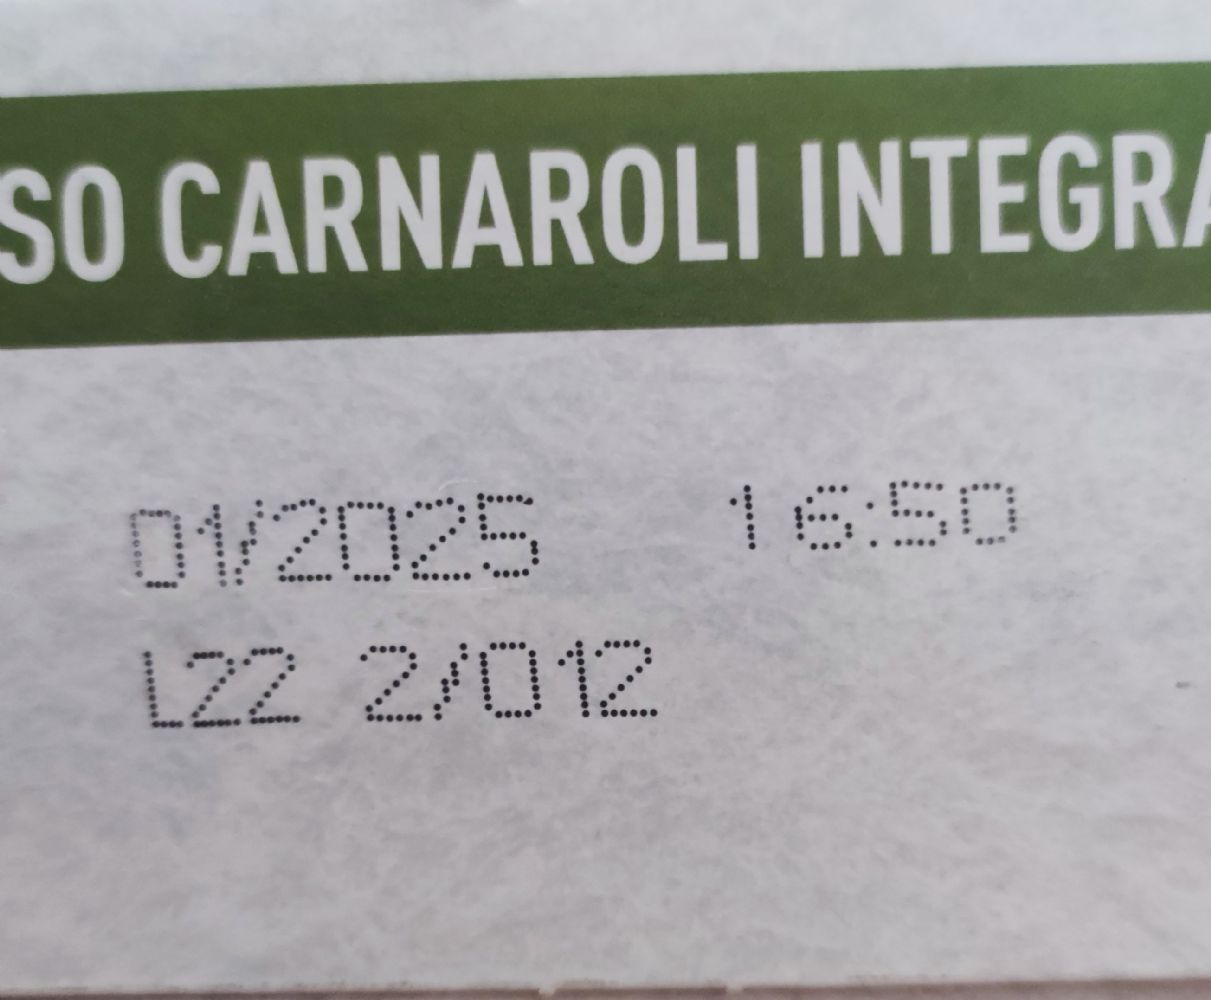 SO CARNAROLI INTEGRA
01/2025 16:50
L22 2/012